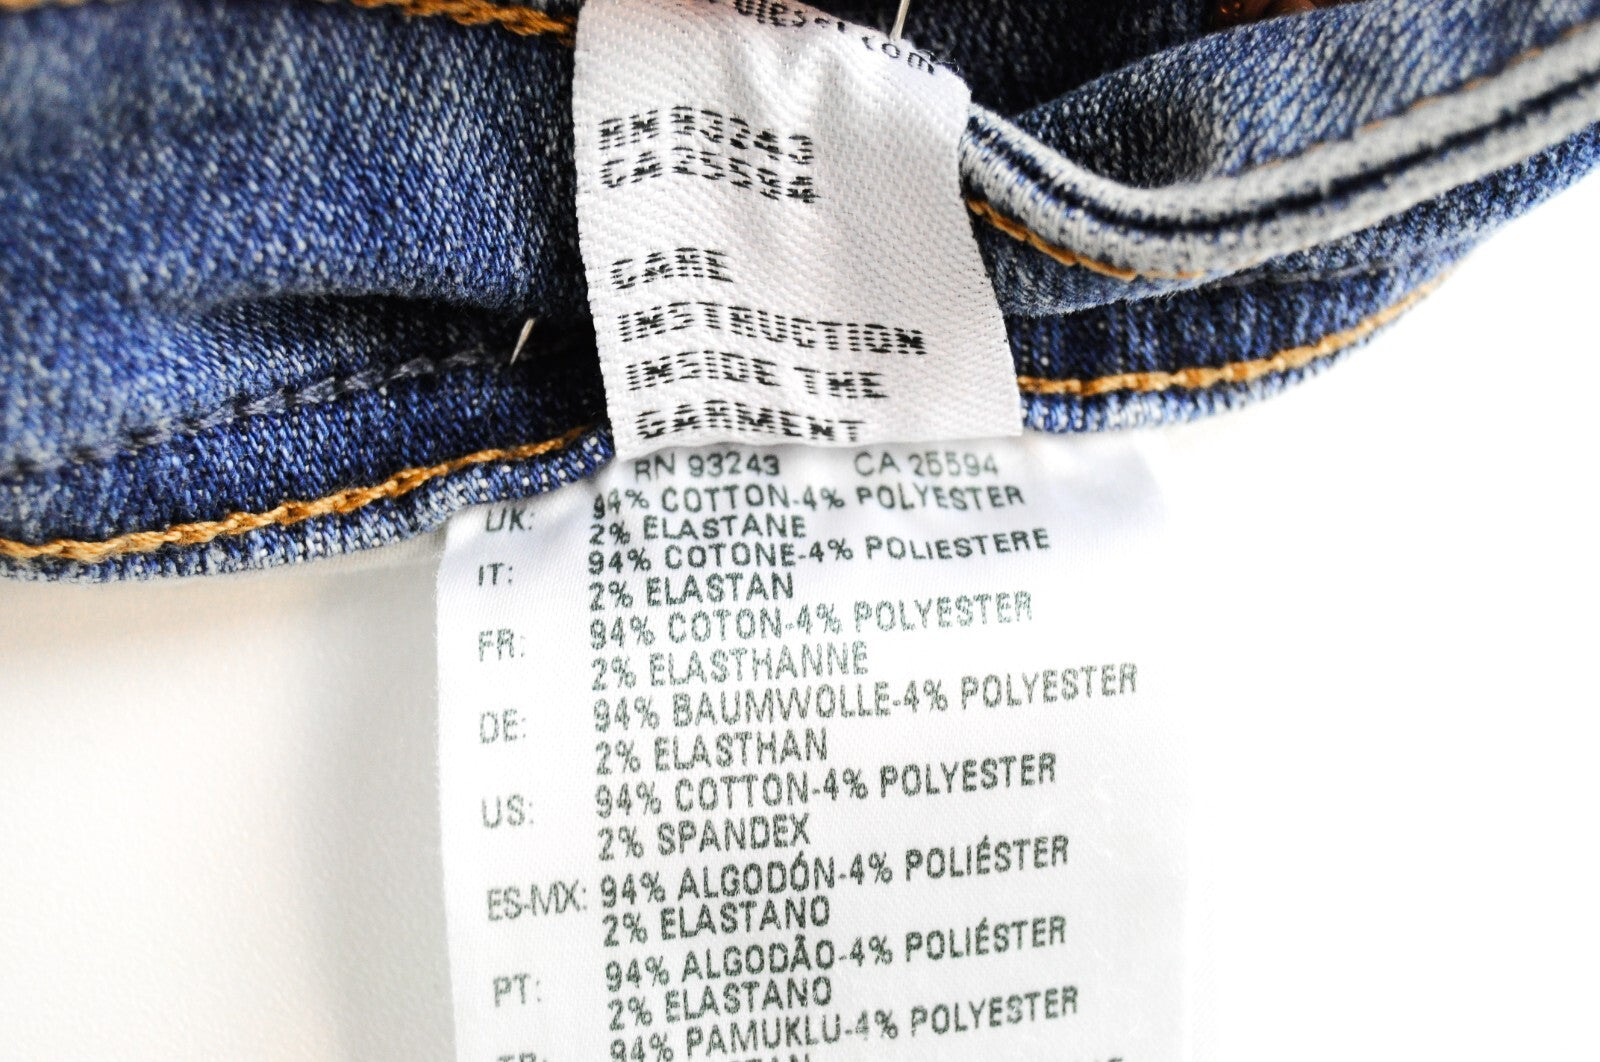 RN 93243
CA 25594
CARE
INSTRUCTION
INSIDE THE
GARMENT
RN 93243 CA 25594
UK: 94% COTTON-4% POLYESTER
2% ELASTANE
IT: 94% COTONE-4% POLIESTERE
2% ELASTAN
FR: 94% COTON-4% POLYESTER
2% ELASTHANNE
DE: 94% BAUMWOLLE-4% POLYESTER
2% ELASTHAN
US: 94% COTTON-4% POLYESTER
2% SPANDEX
ES-MX: 94% ALGODÓN-4% POLIÉSTER
2% ELASTANO
PT: 94% ALGODÃO-4% POLIÉSTER
2% ELASTANO
94% PAMUKLU-4% POLYESTER